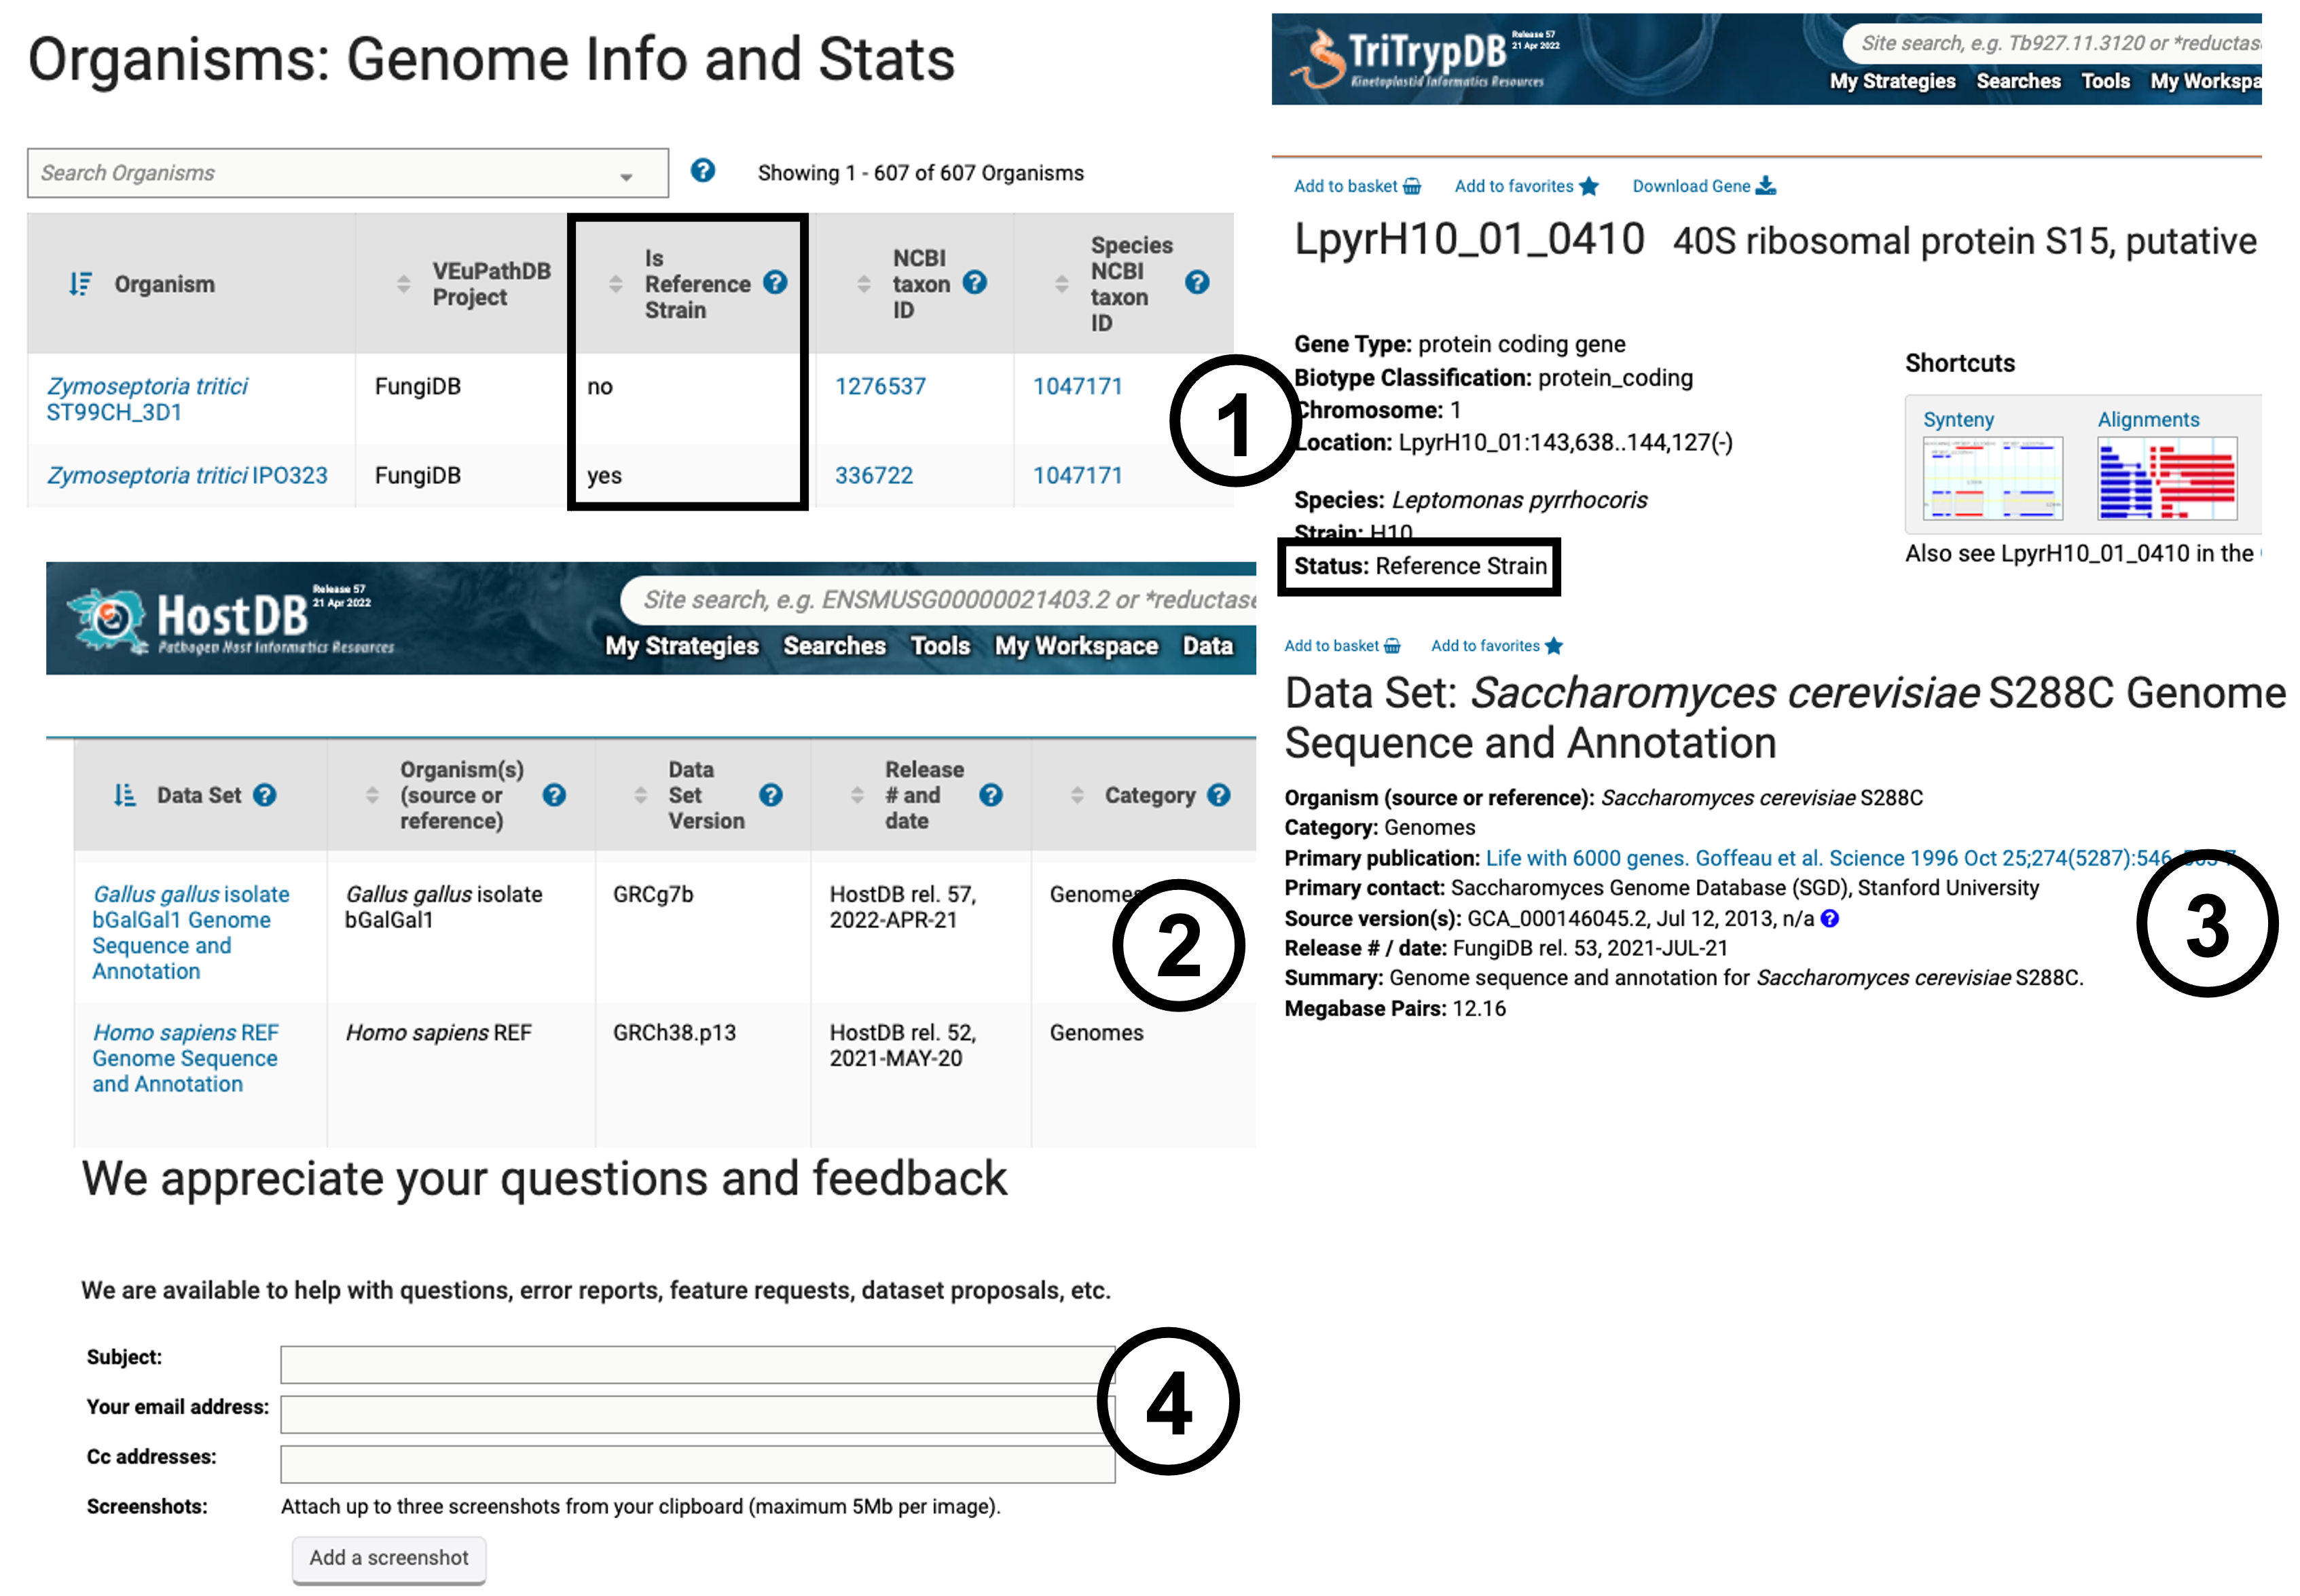 Organisms: Genome Info and Stats
Search Organisms
Showing 1 - 607 of 607 Organisms
Organism
VEuPathDB
Project
Is
Reference
Strain
NCBI
taxon
ID
Species
NCBI
taxon
ID
Zymoseptoria tritici
ST99CH_3D1
FungiDB
no
1276537
1047171
Zymoseptoria tritici IPO323
FungiDB
yes
336722
1047171
1
TriTrypDB
Release 57
21 Apr 2022
Kinetoplastid Informatics Resources
Site search, e.g. Tb927.11.3120 or *reductas
My Strategies Searches Tools My Workspa
Add to basket Add to favorites Download Gene
LpyrH10_01_0410 40S ribosomal protein S15, putative
Gene Type: protein coding gene
Biotype Classification: protein_coding
Chromosome: 1
Location: LpyrH10_01:143,638..144,127(-)
Species: Leptomonas pyrrhocoris
Strain: H10
Status: Reference Strain
Shortcuts
Synteny
Alignments
Also see LpyrH10_01_0410 in the
HostDB
Release 57
21 Apr 2022
Pathogen Host Informatics Resources
Site search, e.g. ENSMUSG00000021403.2 or *reductase
My Strategies Searches Tools My Workspace Data
Data Set
Organism(s)
(source or
reference)
Data
Set
Version
Release
# and
date
Category
Gallus gallus isolate
bGalGal1 Genome
Sequence and
Annotation
Gallus gallus isolate
bGalGal1
GRCg7b
HostDB rel. 57,
2022-APR-21
Genomes
Homo sapiens REF
Genome Sequence
and Annotation
Homo sapiens REF
GRCh38.p13
HostDB rel. 52,
2021-MAY-20
Genomes
2
Add to basket Add to favorites
Data Set: Saccharomyces cerevisiae S288C Genome
Sequence and Annotation
Organism (source or reference): Saccharomyces cerevisiae S288C
Category: Genomes
Primary publication: Life with 6000 genes. Goffeau et al. Science 1996 Oct 25;274(5287):546
Primary contact: Saccharomyces Genome Database (SGD), Stanford University
Source version(s): GCA_000146045.2, Jul 12, 2013, n/a
Release # / date: FungiDB rel. 53, 2021-JUL-21
Summary: Genome sequence and annotation for Saccharomyces cerevisiae S288C.
Megabase Pairs: 12.16
3
We appreciate your questions and feedback
We are available to help with questions, error reports, feature requests, dataset proposals, etc.
Subject:
Your email address:
Cc addresses:
Screenshots: Attach up to three screenshots from your clipboard (maximum 5Mb per image).
Add a screenshot
4